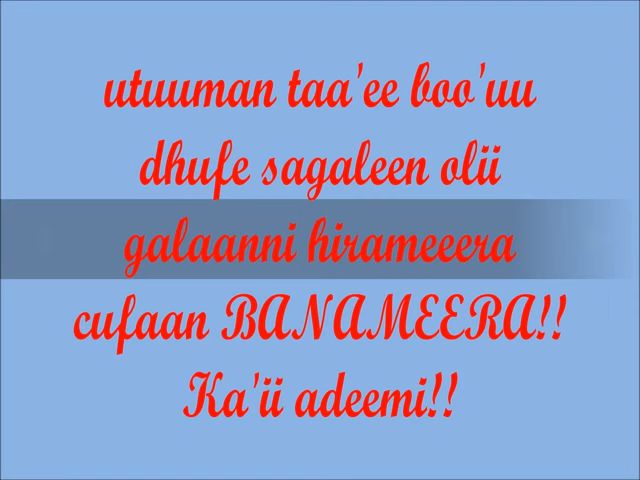 utuuman taa'ee boo'uu
dhufe sagaleen olii
galaanni hirameeera
cufaan BANAMEERA!!
Ka'ii adeemi!!